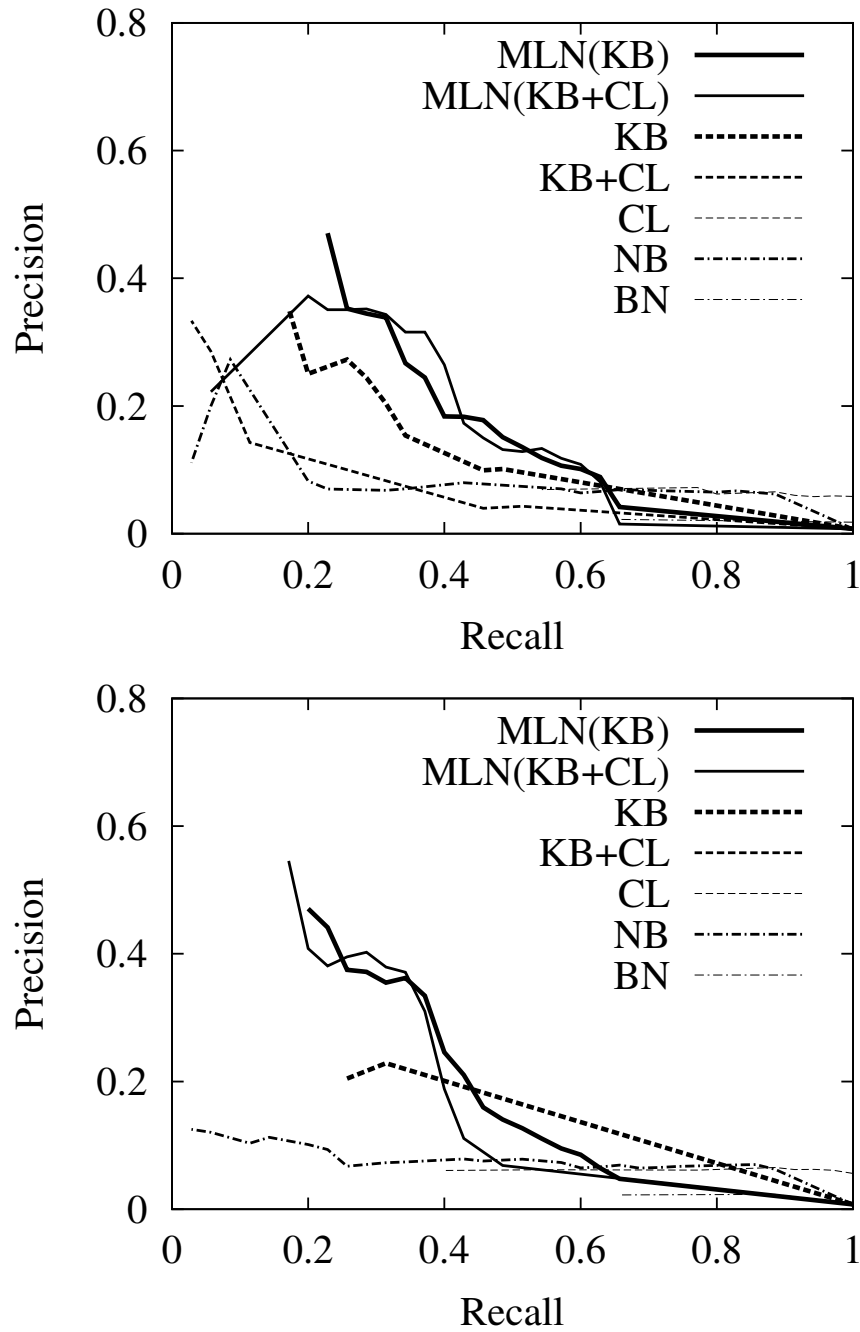 0.8
MLN(KB)
MLN(KB+CL)
0.6
KB
KB+CL
CL
0.4
NB
BN
0.2
0
0 0.2 0.4 0.6 0.8 1
Precision
Recall
0.8
MLN(KB)
MLN(KB+CL)
0.6
KB
KB+CL
CL
0.4
NB
BN
0.2
0
0 0.2 0.4 0.6 0.8 1
Precision
Recall